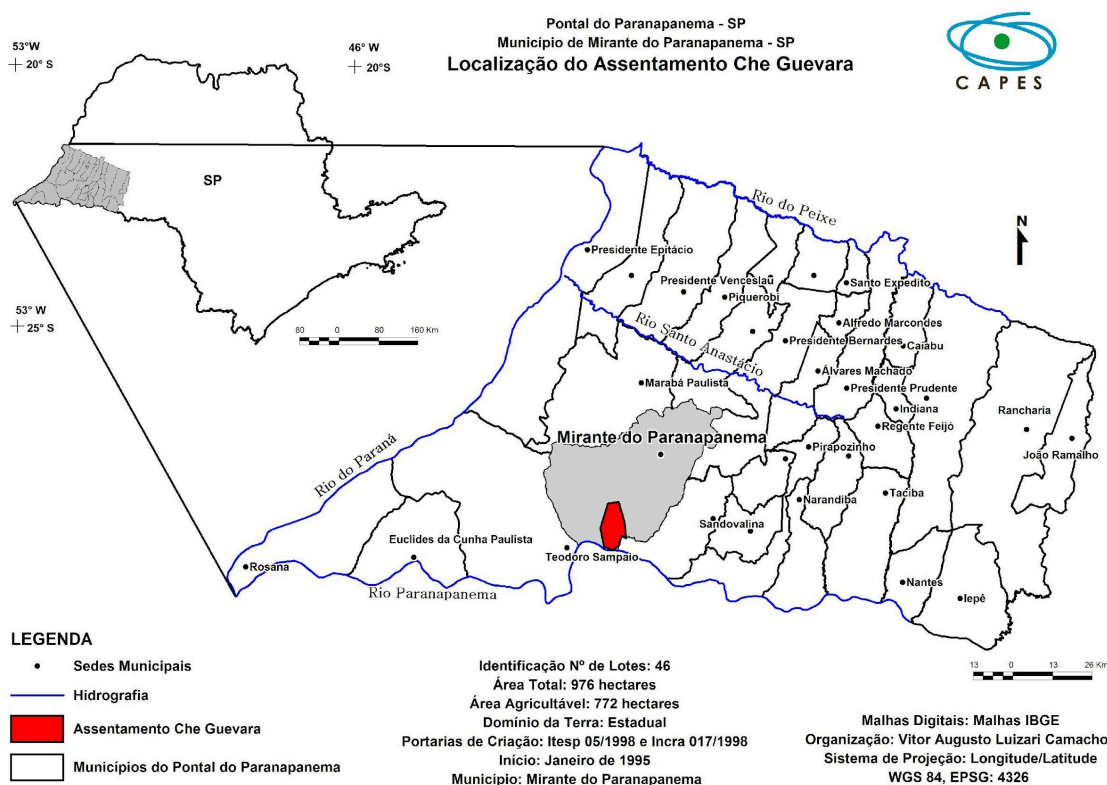 Pontal do Paranapanema - SP
Município de Mirante do Paranapanema - SP
Localização do Assentamento Che Guevara
CAPES
53° W
20° S
46° W
20° S
SP
53° W
25° S
80 0 80 160 Km
N
Rio do Peixe
Presidente Epitácio
Presidente Venceslau
Piquerobi
Santo Expedito
Alfredo Marcondes
Presidente Bernardes
Caiabu
Rio Santo Anastácio
Álvares Machado
Marabá Paulista
Presidente Prudente
Indiana
Rancharia
Regente Feijó
Mirante do Paranapanema
Pirapozinho
João Ramalho
Rio do Paraná
Narandiba
Taciba
Sandovalina
Euclides da Cunha Paulista
Teodoro Sampaio
Rosana
Rio Paranapanema
Nantes
Iepê
13 0 13 26 Km
LEGENDA
Sedes Municipais
Hidrografia
Assentamento Che Guevara
Municípios do Pontal do Paranapanema
Identificação Nº de Lotes: 46
Área Total: 976 hectares
Área Agricultável: 772 hectares
Domínio da Terra: Estadual
Portarias de Criação: Itesp 05/1998 e Incra 017/1998
Início: Janeiro de 1995
Município: Mirante do Paranapanema
Malhas Digitais: Malhas IBGE
Organização: Vitor Augusto Luizari Camacho
Sistema de Projeção: Longitude/Latitude
WGS 84, EPSG: 4326